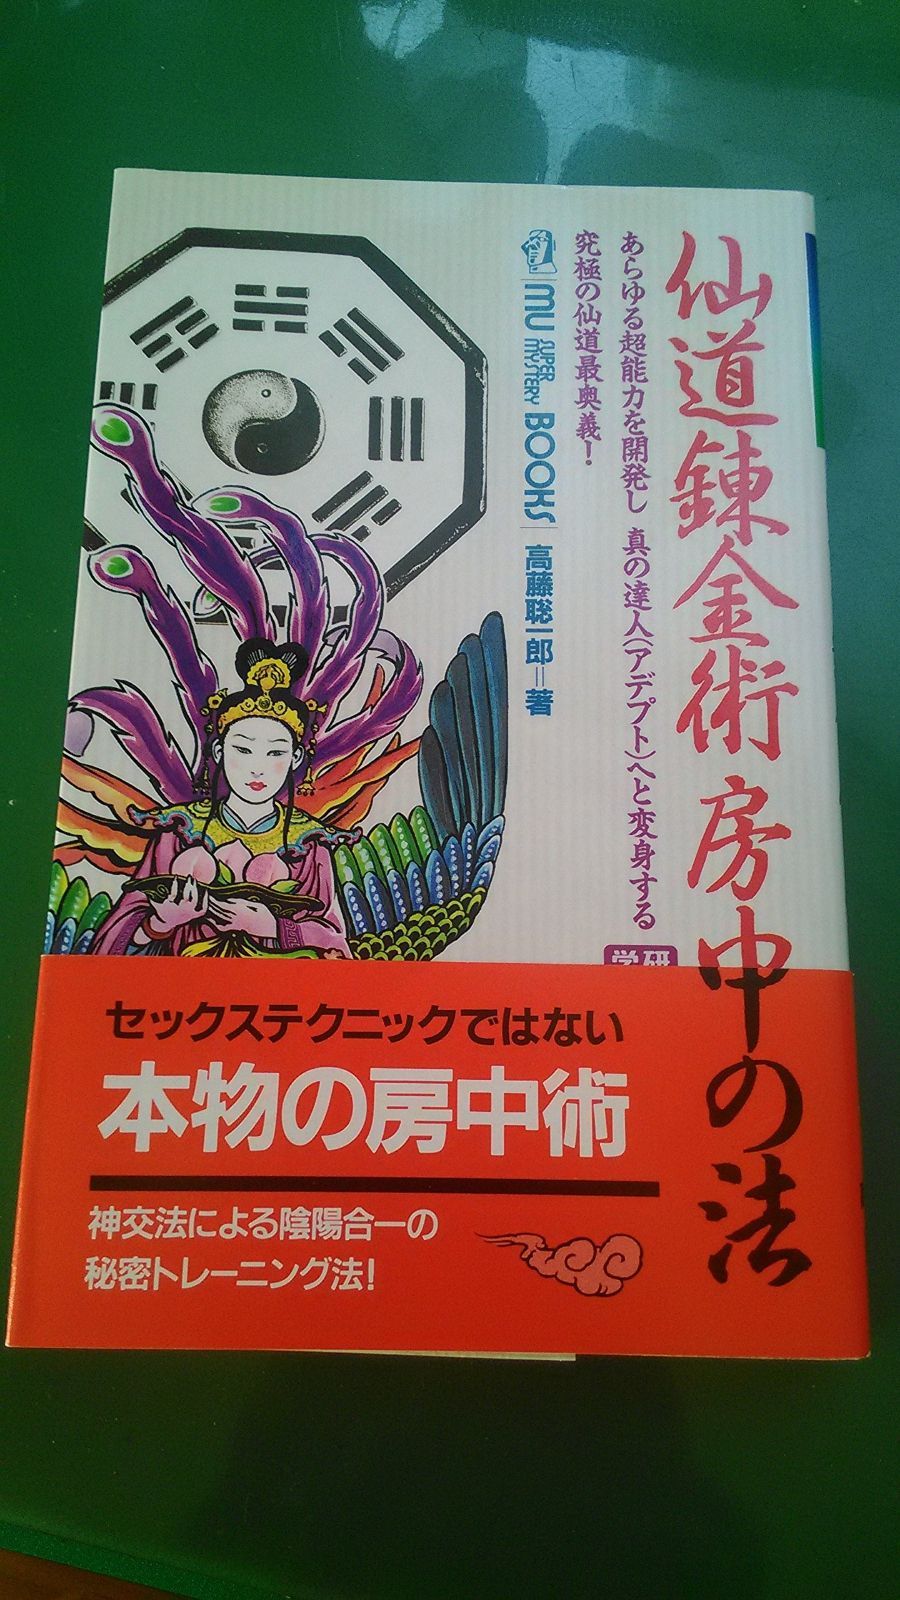 仙道錬金術 房中の法
あらゆる超能力を開発し 真の達人(アデプト)へと変身する
究極の仙道最奥義!
MU SUPER MYSTERY BOOKS
高藤聡一郎=著
学研
セックステクニックではない
本物の房中術
神交法による陰陽合一の
秘密トレーニング法!